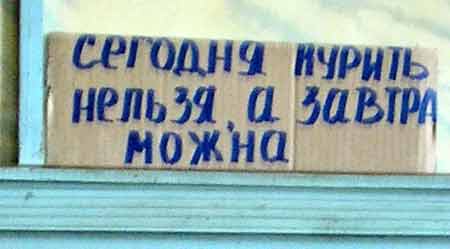 сегодня курить
нельзя, а завтра
можна